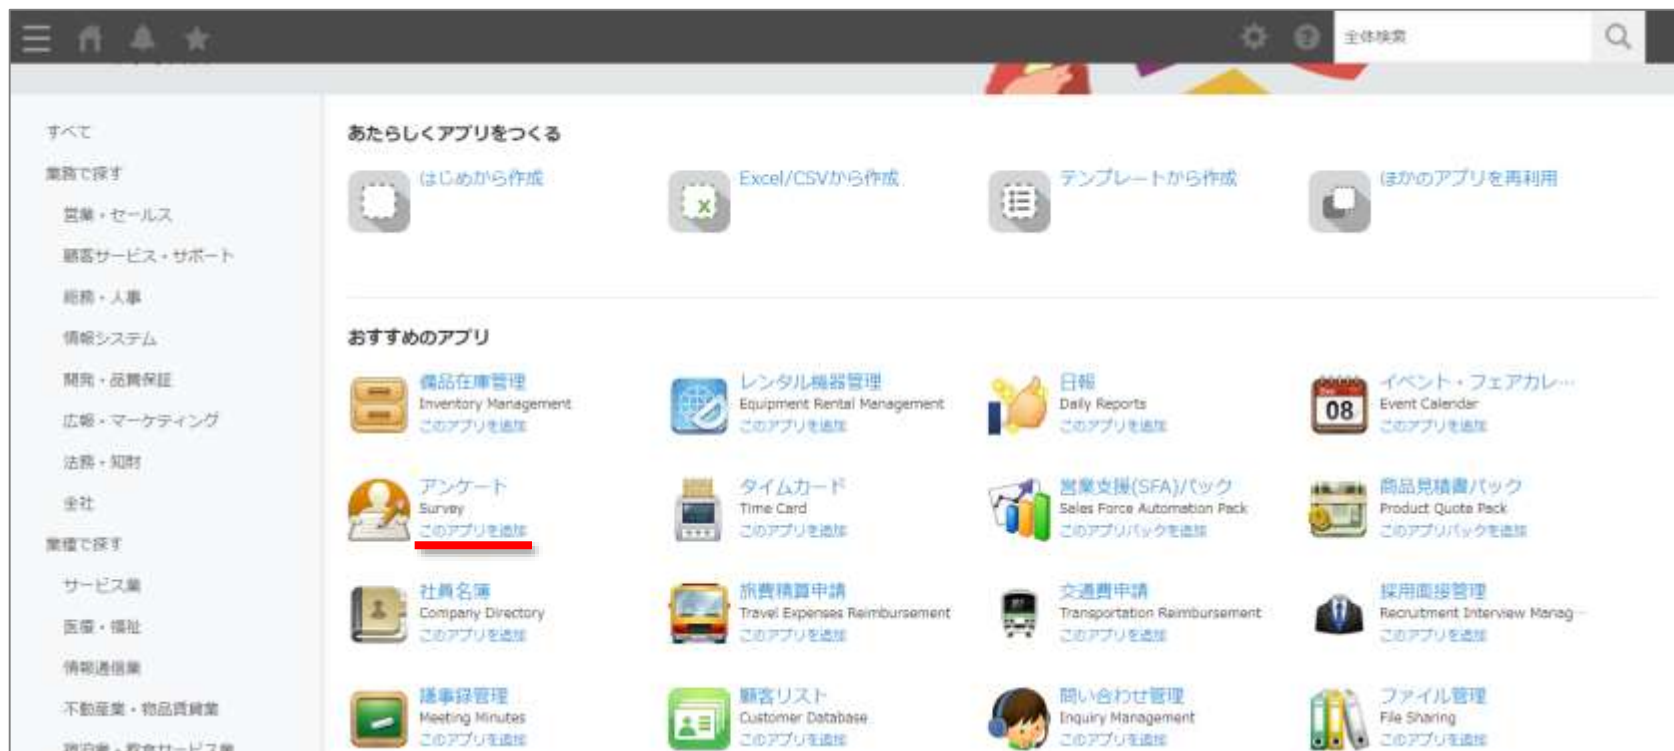 全体検索
すべて
業務で探す
営業・セールス
顧客サービス・サポート
総務・人事
情報システム
開発・品質保証
広報・マーケティング
法務・知財
全社
業種で探す
サービス業
医療・福祉
情報通信業
不動産業・物品賃貸業
宿泊業・飲食サービス業
あたらしくアプリをつくる
はじめから作成
Excel/CSVから作成
テンプレートから作成
ほかのアプリを再利用
おすすめのアプリ
備品在庫管理
Inventory Management
このアプリを追加
レンタル機器管理
Equipment Rental Management
このアプリを追加
日報
Daily Reports
このアプリを追加
08
イベント・フェアカレ…
Event Calendar
このアプリを追加
アンケート
Survey
このアプリを追加
タイムカード
Time Card
このアプリを追加
営業支援(SFA)パック
Sales Force Automation Pack
このアプリパックを追加
商品見積書パック
Product Quote Pack
このアプリパックを追加
社員名簿
Company Directory
このアプリを追加
旅費精算申請
Travel Expenses Reimbursement
このアプリを追加
交通費申請
Transportation Reimbursement
このアプリを追加
採用面接管理
Recruitment Interview Manag…
このアプリを追加
議事録管理
Meeting Minutes
このアプリを追加
顧客リスト
Customer Database
このアプリを追加
問い合わせ管理
Inquiry Management
このアプリを追加
ファイル管理
File Sharing
このアプリを追加